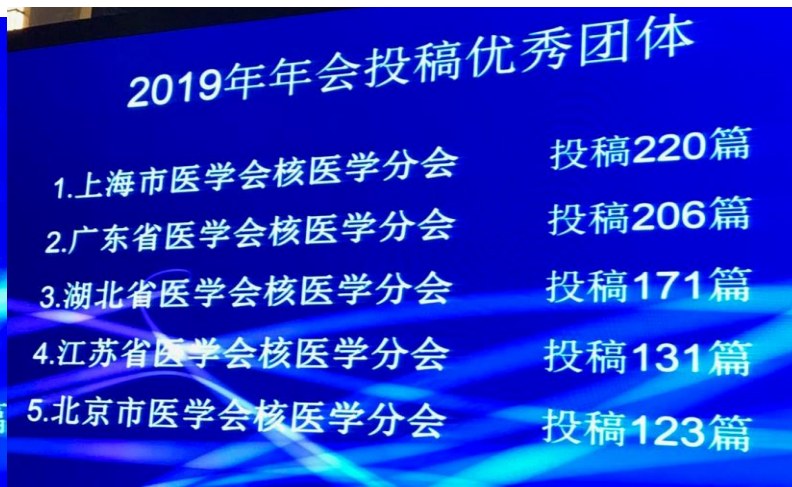 2019年年会投稿优秀团体
1.上海市医学会核医学分会 投稿220篇
2.广东省医学会核医学分会 投稿206篇
3.湖北省医学会核医学分会 投稿171篇
4.江苏省医学会核医学分会 投稿131篇
5.北京市医学会核医学分会 投稿123篇
篇